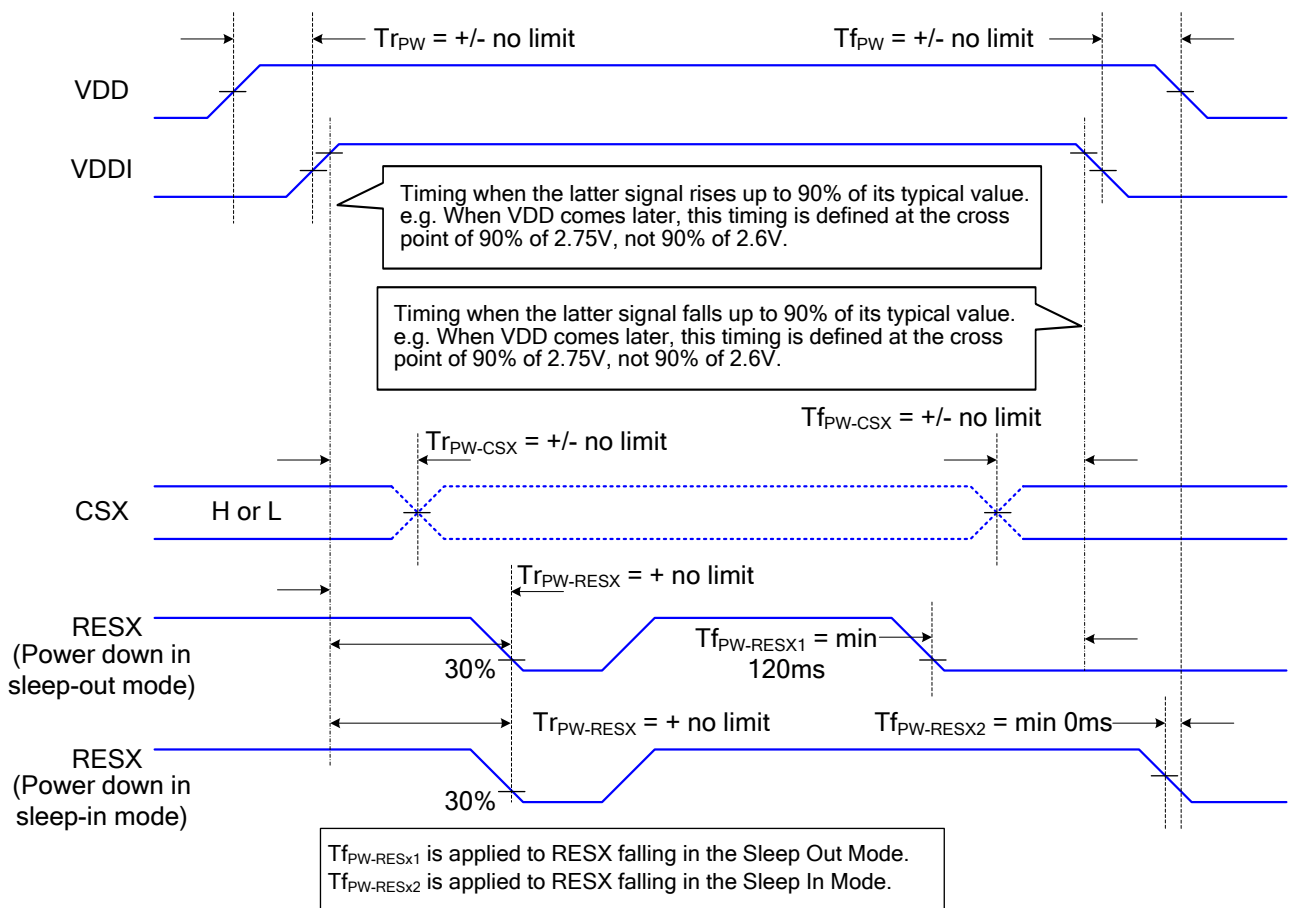 TrPW = +/- no limit
TfPW = +/- no limit
VDD
VDDI
Timing when the latter signal rises up to 90% of its typical value.
e.g. When VDD comes later, this timing is defined at the cross
point of 90% of 2.75V, not 90% of 2.6V.
Timing when the latter signal falls up to 90% of its typical value.
e.g. When VDD comes later, this timing is defined at the cross
point of 90% of 2.75V, not 90% of 2.6V.
TfPW-CSX = +/- no limit
TrPW-CSX = +/- no limit
CSX
H or L
TrPW-RESX = + no limit
RESX
(Power down in
sleep-out mode)
30%
TfPW-RESX1 = min
120ms
TrPW-RESX = + no limit
TfPW-RESX2 = min 0ms
RESX
(Power down in
sleep-in mode)
30%
TfPW-RESx1 is applied to RESX falling in the Sleep Out Mode.
TfPW-RESx2 is applied to RESX falling in the Sleep In Mode.